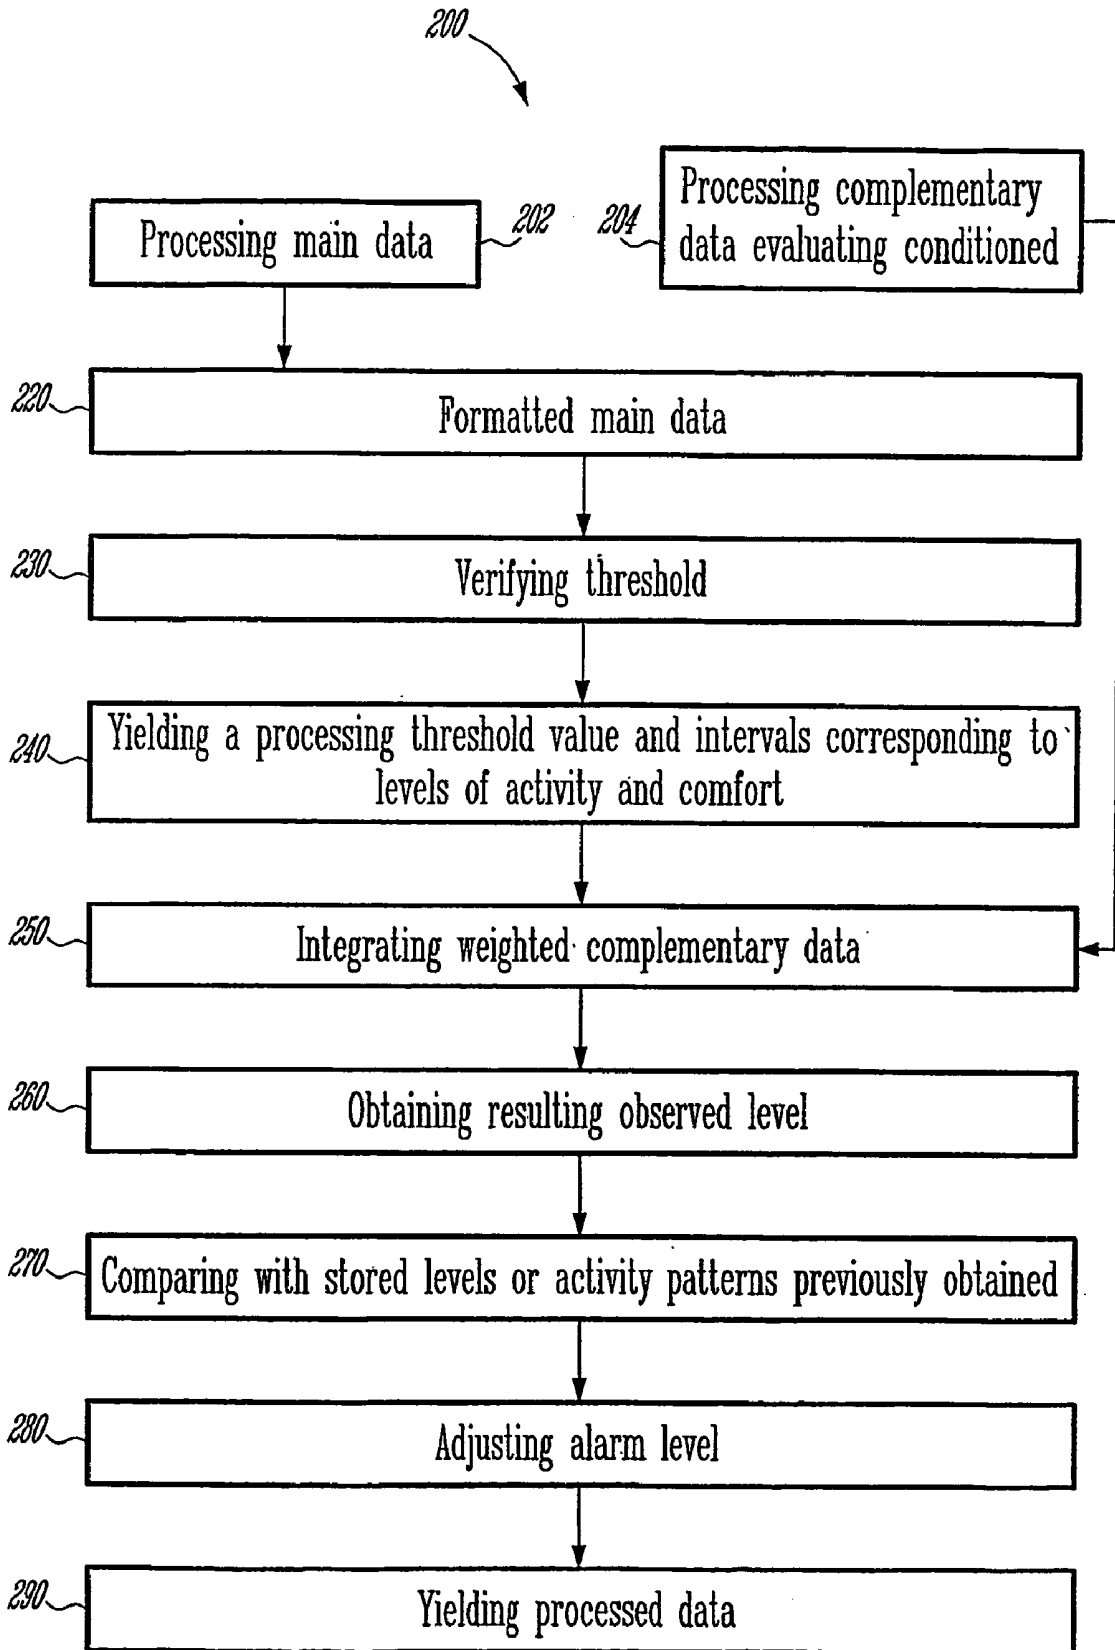 200
Processing main data
202
204
Processing complementary
data evaluating conditioned
220
Formatted main data
230
Verifying threshold
240
Yielding a processing threshold value and intervals corresponding to
levels of activity and comfort
250
Integrating weighted complementary data
260
Obtaining resulting observed level
270
Comparing with stored levels or activity patterns previously obtained
280
Adjusting alarm level
290
Yielding processed data